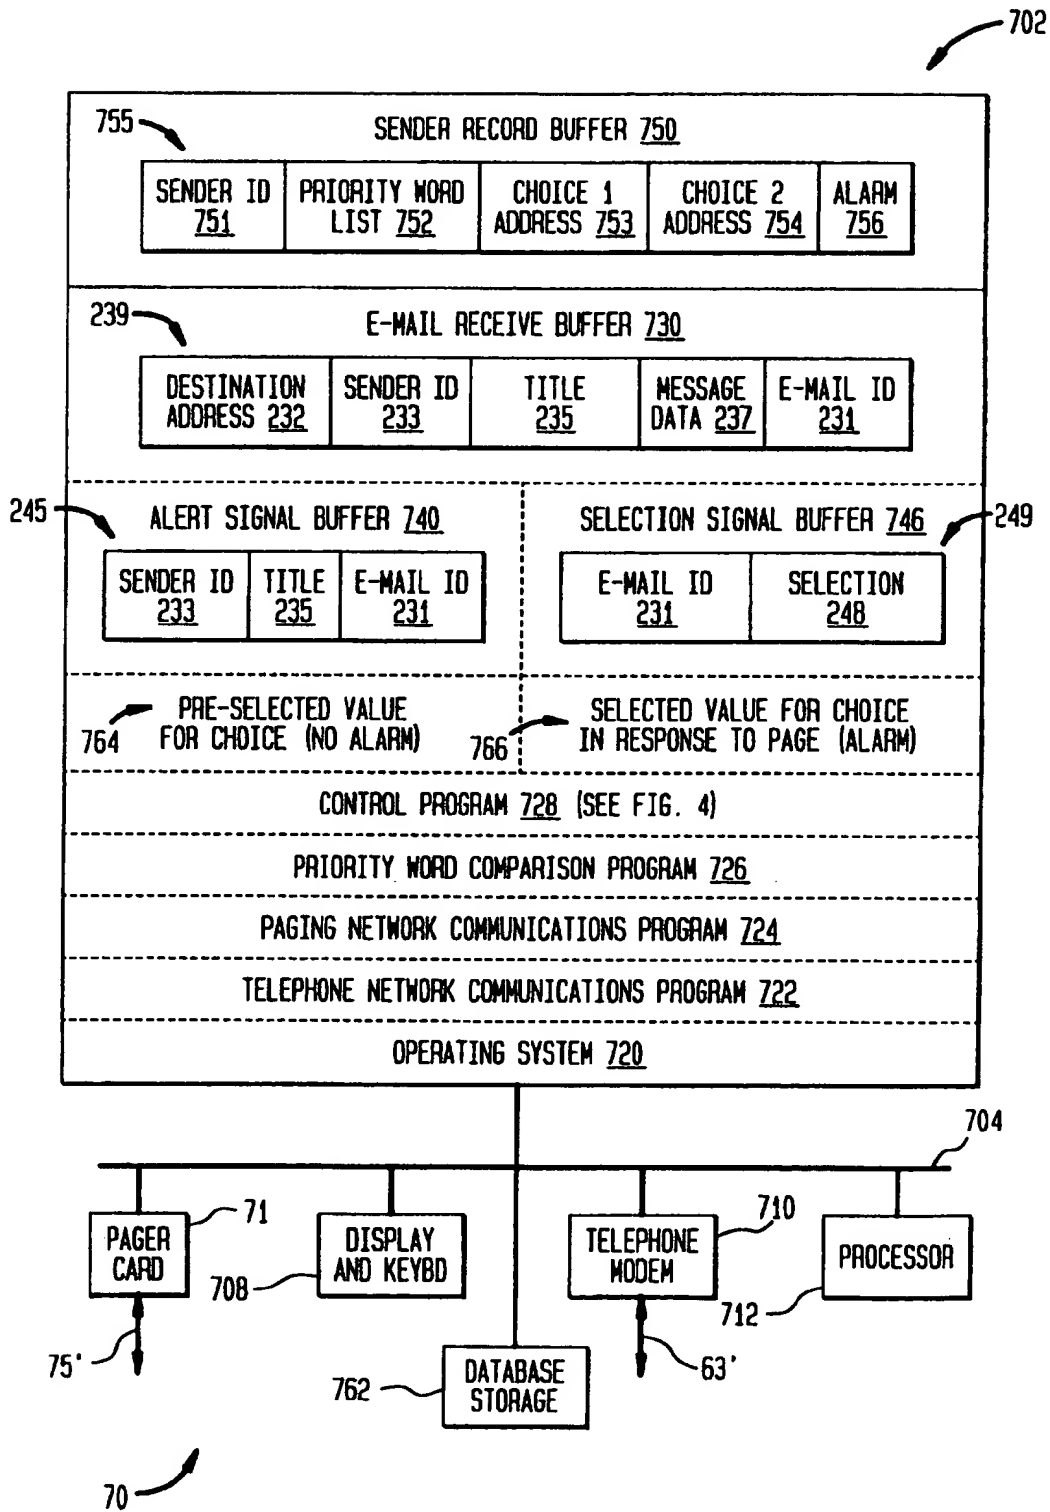 702
755
SENDER RECORD BUFFER 750
SENDER ID
751
PRIORITY WORD
LIST 752
CHOICE 1
ADDRESS 753
CHOICE 2
ADDRESS 754
ALARM
756
239
E-MAIL RECEIVE BUFFER 730
DESTINATION
ADDRESS 232
SENDER ID
233
TITLE
235
MESSAGE
DATA 237
E-MAIL ID
231
245
ALERT SIGNAL BUFFER 740
SENDER ID
233
TITLE
235
E-MAIL ID
231
SELECTION SIGNAL BUFFER 746
249
E-MAIL ID
231
SELECTION
248
764
PRE-SELECTED VALUE
FOR CHOICE (NO ALARM)
766
SELECTED VALUE FOR CHOICE
IN RESPONSE TO PAGE (ALARM)
CONTROL PROGRAM 728 (SEE FIG. 4)
PRIORITY WORD COMPARISON PROGRAM 726
PAGING NETWORK COMMUNICATIONS PROGRAM 724
TELEPHONE NETWORK COMMUNICATIONS PROGRAM 722
OPERATING SYSTEM 720
704
PAGER
CARD
71
DISPLAY
AND KEYBD
708
TELEPHONE
MODEM
710
PROCESSOR
712
75'
63'
DATABASE
STORAGE
762
70